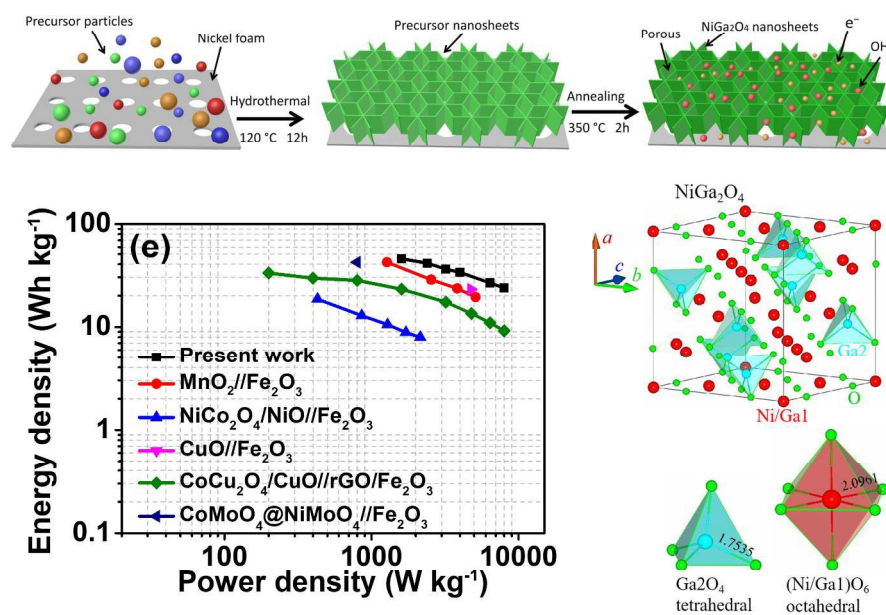 Precursor particles
Nickel foam
Hydrothermal
120 °C 12h
Precursor nanosheets
Annealing
350 °C 2h
Porous
NiGa₂O₄ nanosheets
e⁻
OH
(e)
Energy density (Wh kg⁻¹)
100
10
1
0.1
Present work
MnO₂//Fe₂O₃
NiCo₂O₄/NiO//Fe₂O₃
CuO//Fe₂O₃
CoCu₂O₄/CuO//rGO/Fe₂O₃
CoMoO₄@NiMoO₄//Fe₂O₃
100 1000 10000
Power density (W kg⁻¹)
NiGa₂O₄
a
c
b
Ga2
O
Ni/Ga1
1.7535
2.0961
Ga2O₄
tetrahedral
(Ni/Ga1)O₆
octahedral